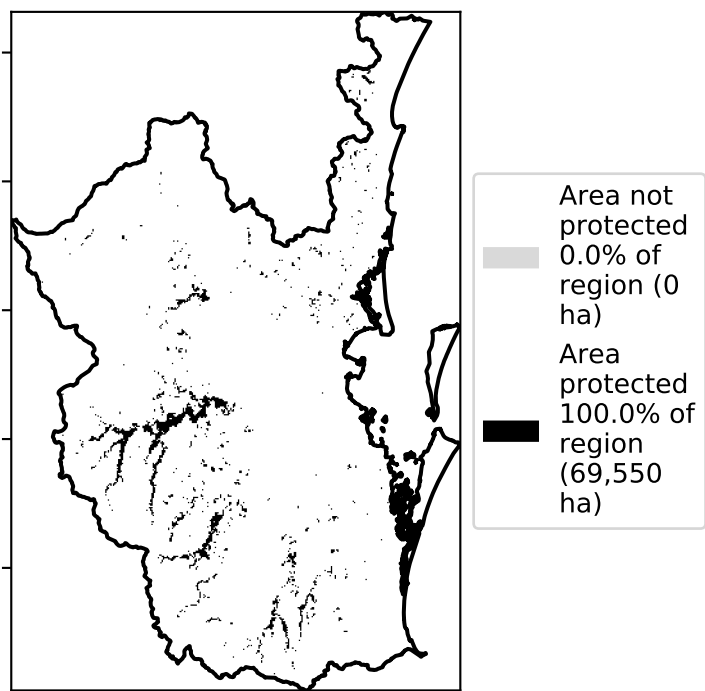 Area not
protected
0.0% of
region (0
ha)
Area
protected
100.0% of
region
(69,550
ha)